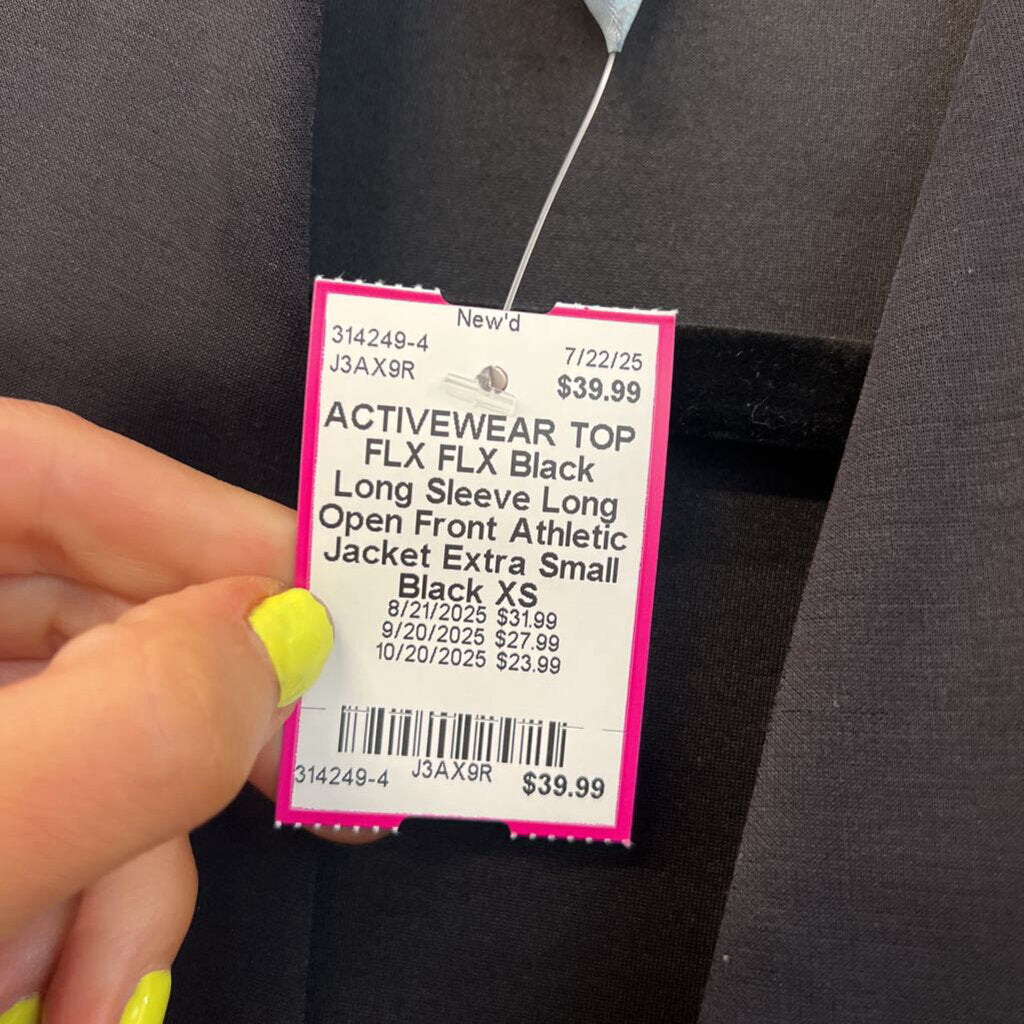 New'd
314249-4 7/22/25
J3AX9R $39.99
ACTIVEWEAR TOP
FLX FLX Black
Long Sleeve Long
Open Front Athletic
Jacket Extra Small
Black XS
8/21/2025 $31.99
9/20/2025 $27.99
10/20/2025 $23.99
314249-4 J3AX9R $39.99